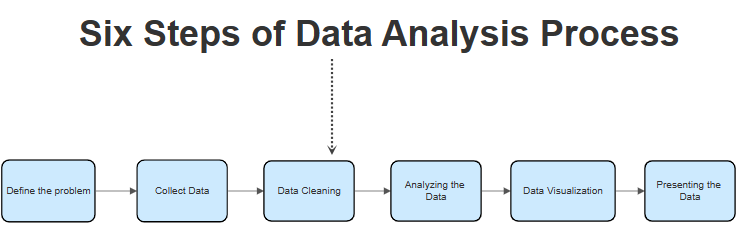 Six Steps of Data Analysis Process
Define the problem
Collect Data
Data Cleaning
Analyzing the
Data
Data Visualization
Presenting the
Data